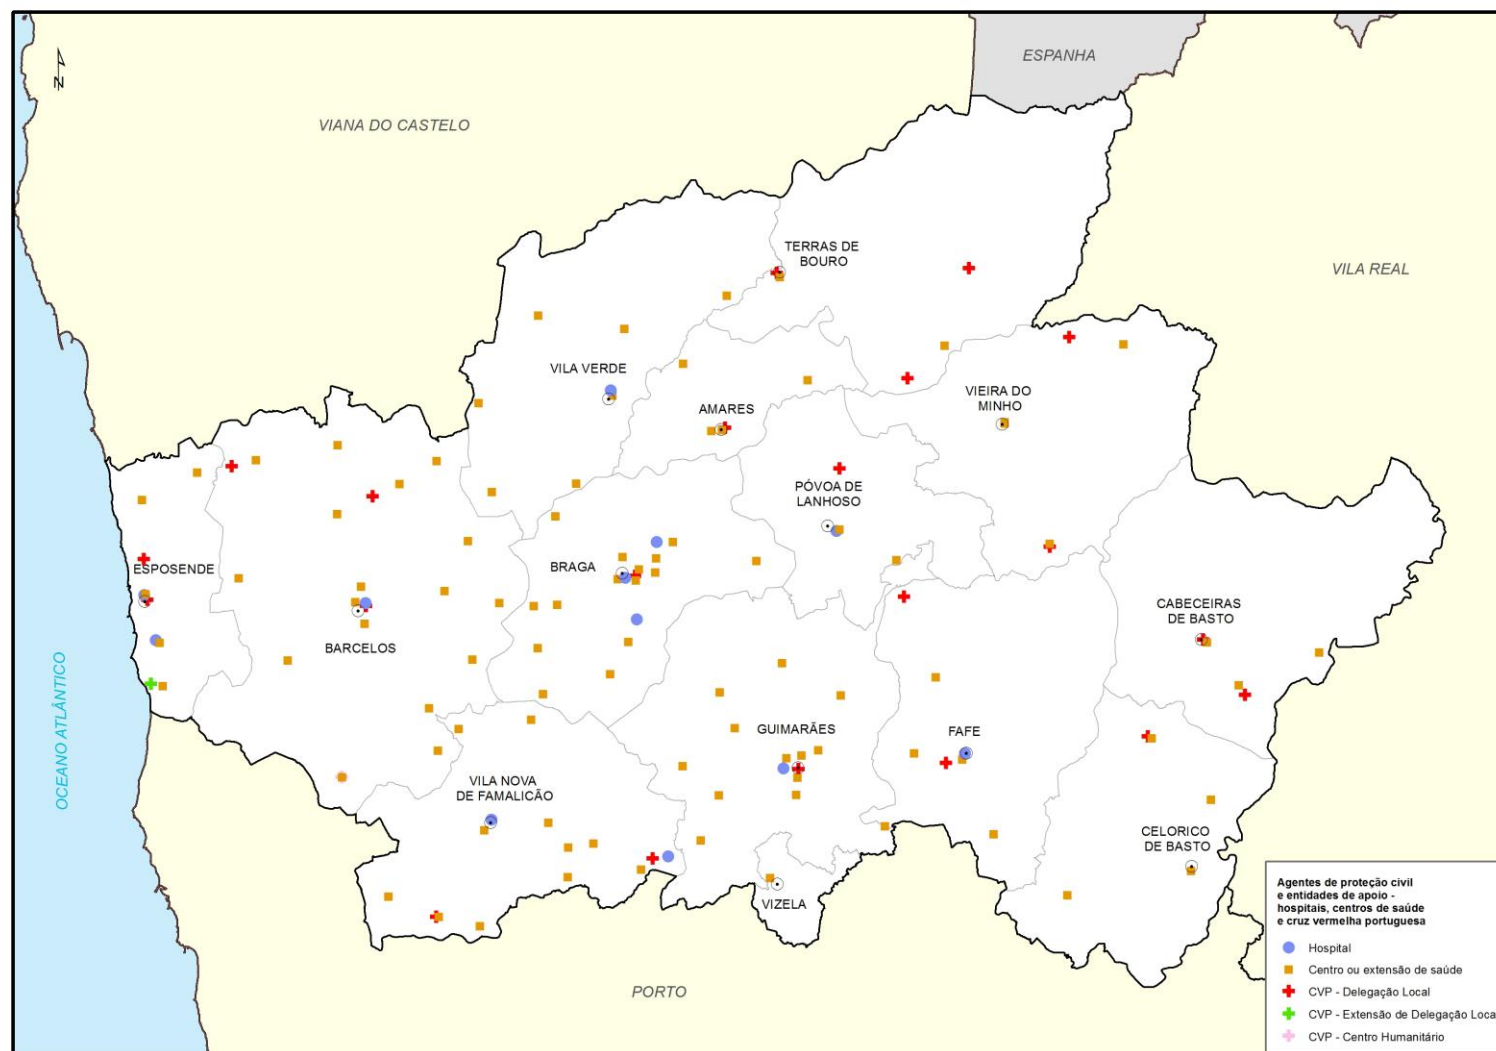 ESPANHA
N
VIANA DO CASTELO
TERRAS DE
BOURO
VILA REAL
VILA VERDE
VIEIRA DO
MINHO
AMARES
PÓVOA DE
LANHOSO
BRAGA
ESPOSENDE
CABECEIRAS
DE BASTO
BARCELOS
OCEANO ATLÂNTICO
GUIMARÃES
FAFE
VILA NOVA
DE FAMALICÃO
CELORICO
DE BASTO
VIZELA
PORTO
Agentes de proteção civil
e entidades de apoio -
hospitais, centros de saúde
e cruz vermelha portuguesa
Hospital
Centro ou extensão de saúde
CVP - Delegação Local
CVP - Extensão de Delegação Loca
CVP - Centro Humanitário